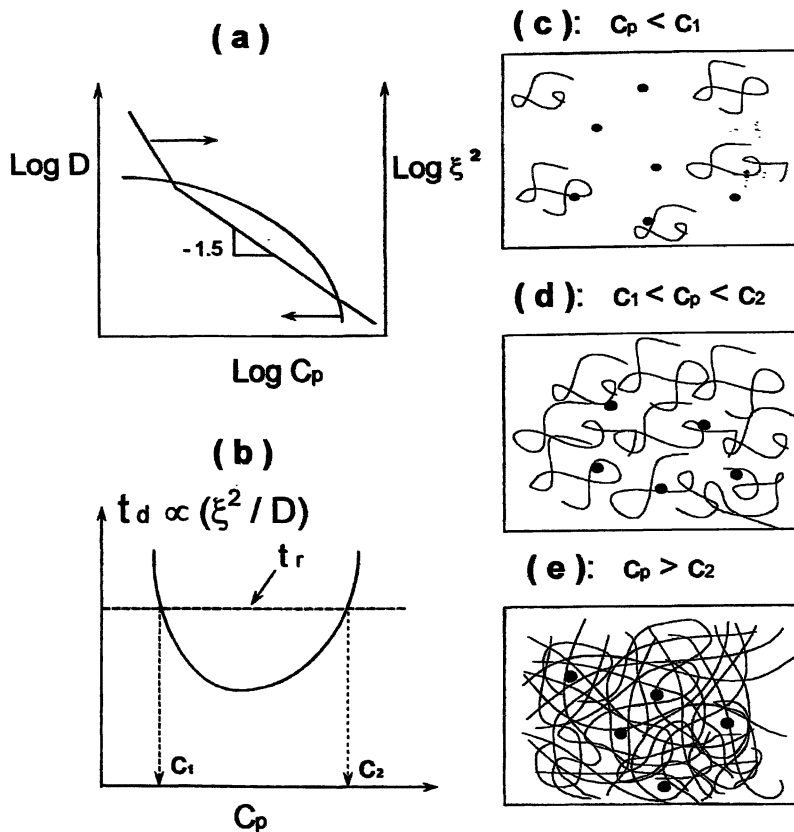 (a)
Log D
Log ξ²
-1.5
Log Cp
(b)
t d ∝ (ξ² / D)
tr
C₁
C₂
Cp
(c): Cp < C₁
(d): C₁ < Cp < C₂
(e): Cp > C₂